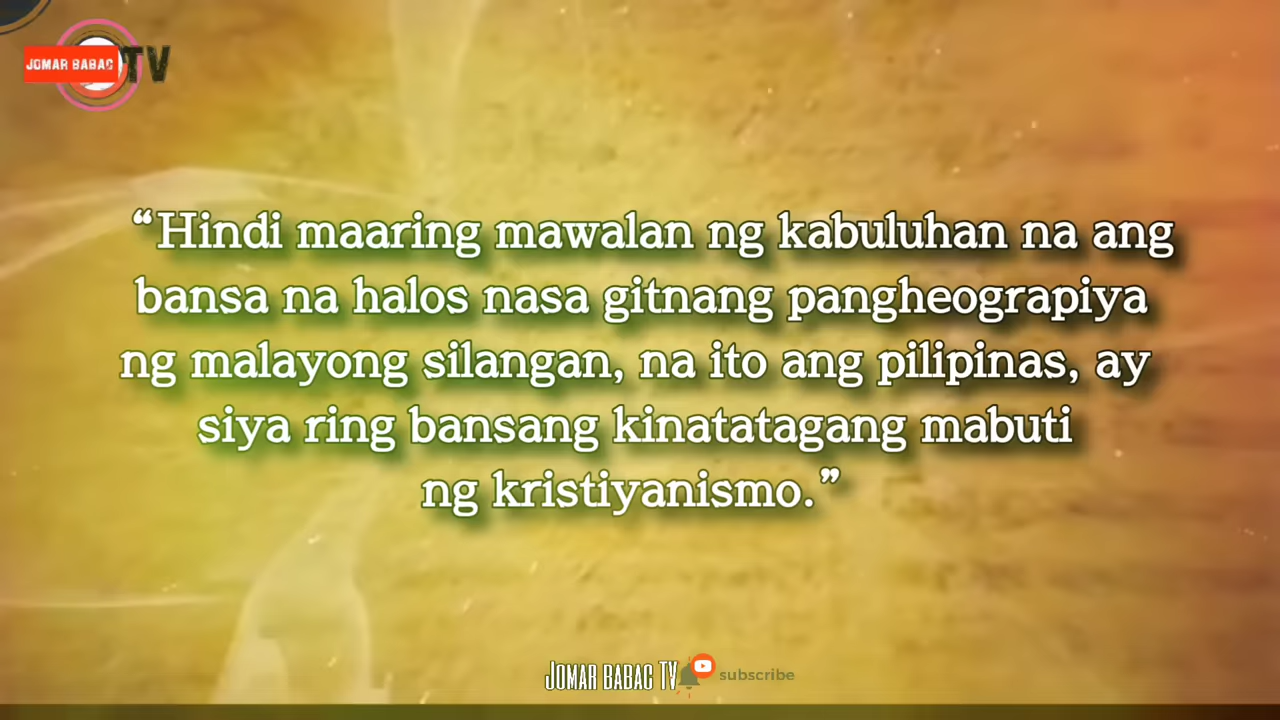 JOMAR BABAC TV
“Hindi maaring mawalan ng kabuluhan na ang
bansa na halos nasa gitnang pangheograpiya
ng malayong silangan, na ito ang pilipinas, ay
siya ring bansang kinatatagang mabuti
ng kristiyanismo.”
JOMAR BABAC TV subscribe